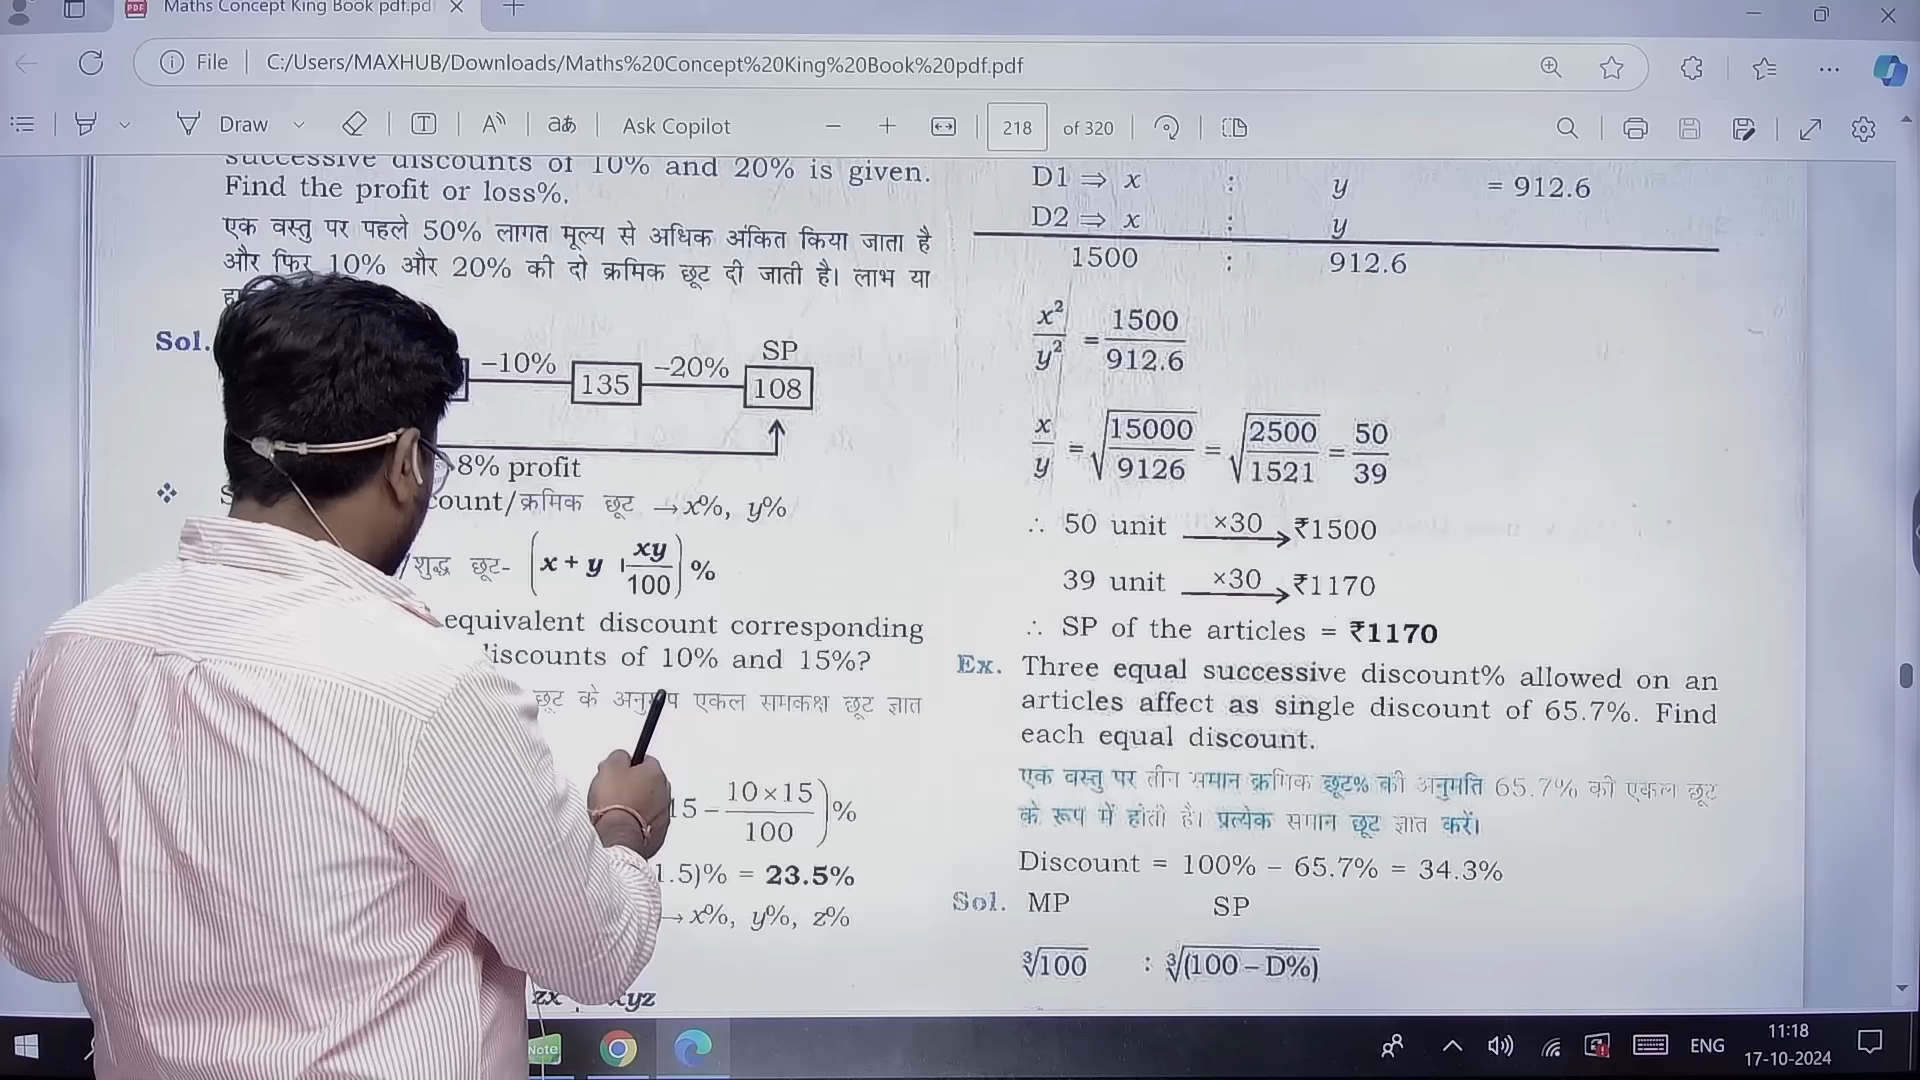 Maths Concept King Book pdf.pd
File
C:/Users/MAXHUB/Downloads/Maths%20Concept%20King%20Book%20pdf.pdf
Draw
T
A
aあ
Ask Copilot
218 of 320
successive discounts of 10% and 20% is given.
Find the profit or loss%.
एक वस्तु पर पहले 50% लागत मूल्य से अधिक अंकित किया जाता है
और फिर 10% और 20% की दो क्रमिक छूट दी जाती है। लाभ या
Sol.
–10% 135 –20% SP 108
8% profit
count/क्रमिक छूट → x%, y%
/शुद्ध छूट- (x + y xy/100) %
equivalent discount corresponding
iscounts of 10% and 15%?
छूट के अनुरूप एकल समकक्ष छूट ज्ञात
15 – 10×15/100)%
1.5)% = 23.5%
→ x%, y%, z%
zx xyz
D1 ⇒ x : y = 912.6
D2 ⇒ x : y
1500 : 912.6
x²/y² = 1500/912.6
x/y = √(15000/9126) = √(2500/1521) = 50/39
∴ 50 unit ×30 → ₹1500
39 unit ×30 → ₹1170
∴ SP of the articles = ₹1170
Ex. Three equal successive discount% allowed on an
articles affect as single discount of 65.7%. Find
each equal discount.
एक वस्तु पर तीन समान क्रमिक छूट% की अनुमति 65.7% की एकल छूट
के रूप में होती है। प्रत्येक समान छूट ज्ञात करें।
Discount = 100% – 65.7% = 34.3%
Sol. MP SP
∛100 : ∛(100 – D%)
Note
ENG
11:18
17-10-2024